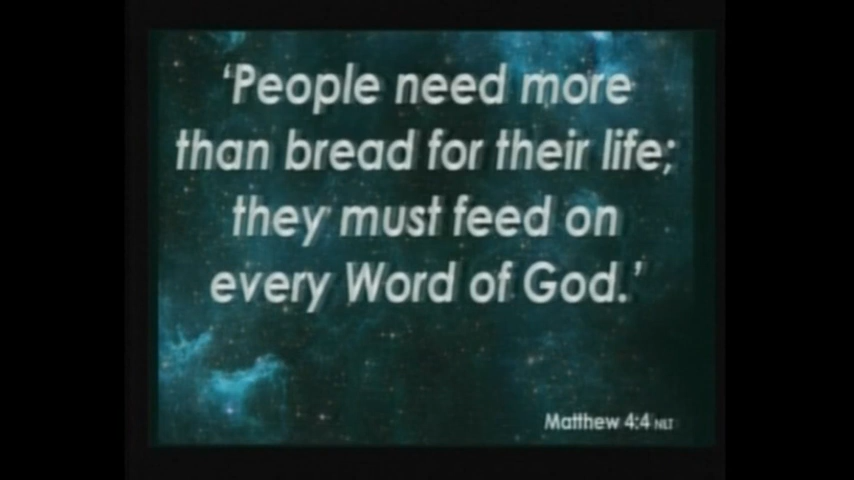 ‘People need more
than bread for their life;
they must feed on
every Word of God.’
Matthew 4:4 NLT